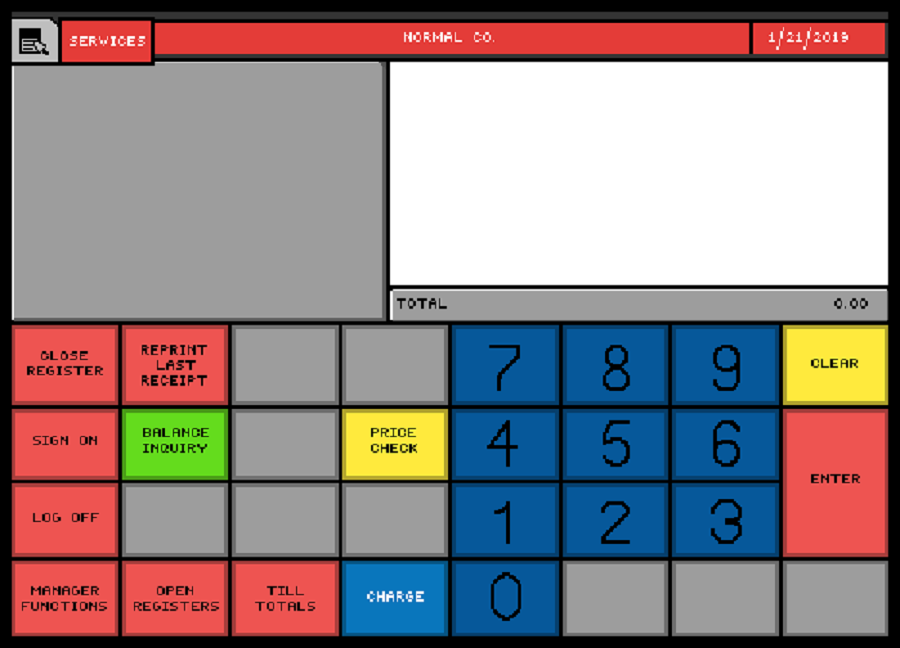 SERVICES
NORMAL CO.
1/21/2019
TOTAL
0.00
CLOSE
REGISTER
REPRINT
LAST
RECEIPT
7
8
9
CLEAR
SIGN ON
BALANCE
INQUIRY
PRICE
CHECK
4
5
6
ENTER
LOG OFF
1
2
3
MANAGER
FUNCTIONS
OPEN
REGISTERS
TILL
TOTALS
CHARGE
0